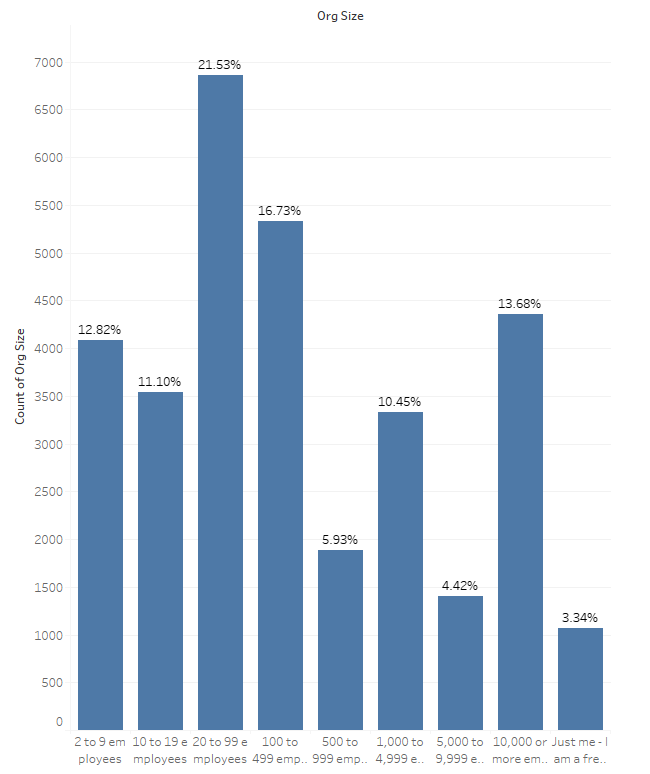 Org Size
Count of Org Size
7000
6500
6000
5500
5000
4500
4000
3500
3000
2500
2000
1500
1000
500
0
12.82%
11.10%
21.53%
16.73%
5.93%
10.45%
4.42%
13.68%
3.34%
2 to 9 em
ployees
10 to 19 e
mployees
20 to 99 e
mployees
100 to
499 emp..
500 to
999 emp..
1,000 to
4,999 e..
5,000 to
9,999 e..
10,000 or
more em..
Just me - I
am a fre..